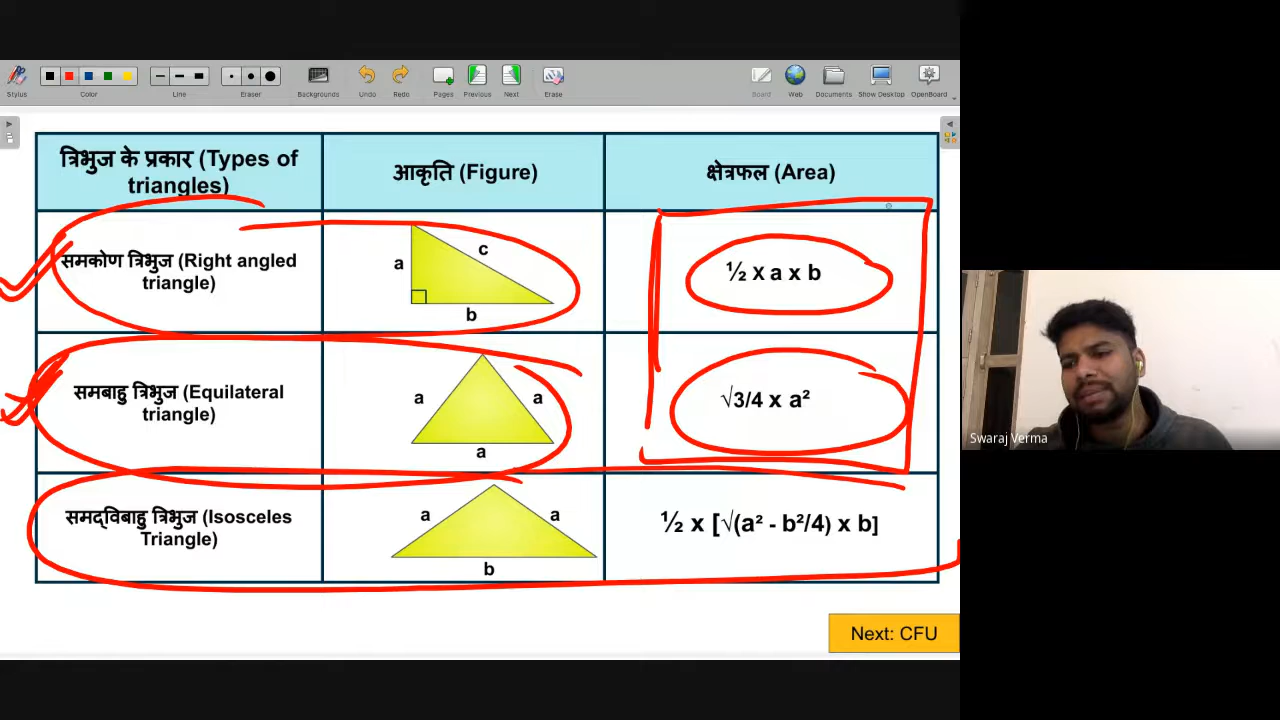 Stylus
Color
Line
Eraser
Backgrounds
Undo
Redo
Pages
Previous
Next
Erase
Board
Web
Documents
Show Desktop
OpenBoard
त्रिभुज के प्रकार (Types of
triangles)
आकृति (Figure)
क्षेत्रफल (Area)
समकोण त्रिभुज (Right angled
triangle)
a
c
b
½ x a x b
समबाहु त्रिभुज (Equilateral
triangle)
a
a
a
√3/4 x a²
समद्विबाहु त्रिभुज (Isosceles
Triangle)
a
a
b
½ x [√(a² - b²/4) x b]
Next: CFU
Swaraj Verma